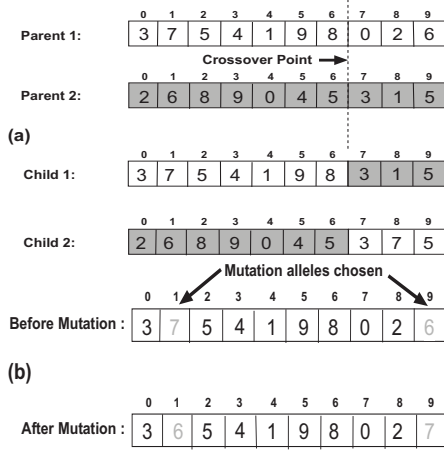 0 1 2 3 4 5 6 7 8 9
Parent 1: 3 7 5 4 1 9 8 0 2 6
Crossover Point
0 1 2 3 4 5 6 7 8 9
Parent 2: 2 6 8 9 0 4 5 3 1 5
(a)
0 1 2 3 4 5 6 7 8 9
Child 1: 3 7 5 4 1 9 8 3 1 5
0 1 2 3 4 5 6 7 8 9
Child 2: 2 6 8 9 0 4 5 3 7 5
Mutation alleles chosen
0 1 2 3 4 5 6 7 8 9
Before Mutation : 3 7 5 4 1 9 8 0 2 6
(b)
0 1 2 3 4 5 6 7 8 9
After Mutation : 3 6 5 4 1 9 8 0 2 7